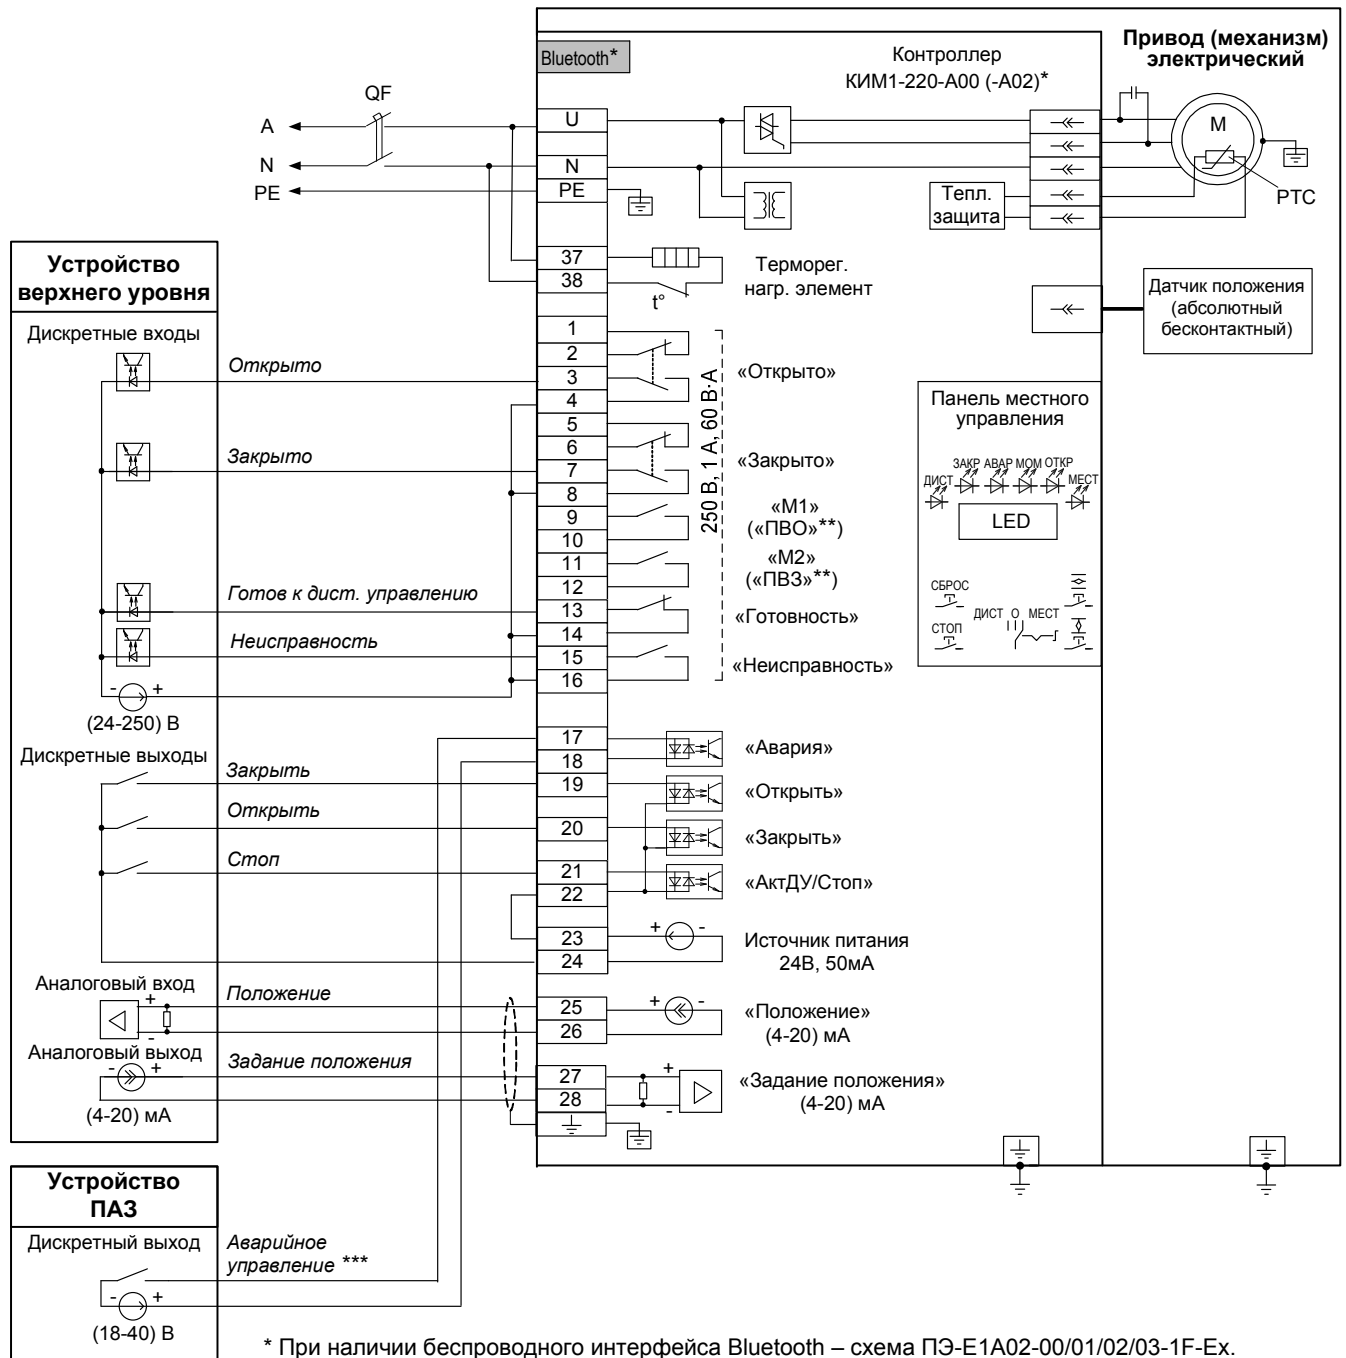 Bluetooth*
Контроллер
КИМ1-220-А00 (-А02)*
Привод (механизм)
электрический
QF
A
N
PE
U
N
PE
M
PTC
Тепл.
защита
37
38
t°
Терморег.
нагр. элемент
Датчик положения
(абсолютный
бесконтактный)
Устройство
верхнего уровня
Дискретные входы
Открыто
Закрыто
Готов к дист. управлению
Неисправность
- +
(24-250) В
1
2
3
4
5
6
7
8
9
10
11
12
13
14
15
16
250 В, 1 А, 60 В·А
«Открыто»
«Закрыто»
«М1»
(«ПВО»**)
«М2»
(«ПВЗ»**)
«Готовность»
«Неисправность»
Панель местного
управления
ДИСТ ЗАКР АВАР МОМ ОТКР МЕСТ
LED
СБРОС
ДИСТ О МЕСТ
СТОП
Дискретные выходы
Закрыть
Открыть
Стоп
17
18
19
20
21
22
23
24
«Авария»
«Открыть»
«Закрыть»
«АктДУ/Стоп»
+ -
Источник питания
24В, 50мА
Аналоговый вход
+
-
Положение
25
26
+ -
«Положение»
(4-20) мА
Аналоговый выход
- +
(4-20) мА
Задание положения
27
28
+
-
«Задание положения»
(4-20) мА
Устройство
ПАЗ
Дискретный выход
Аварийное
управление ***
- +
(18-40) В
* При наличии беспроводного интерфейса Bluetooth – схема ПЭ-Е1А02-00/01/02/03-1F-Ex.